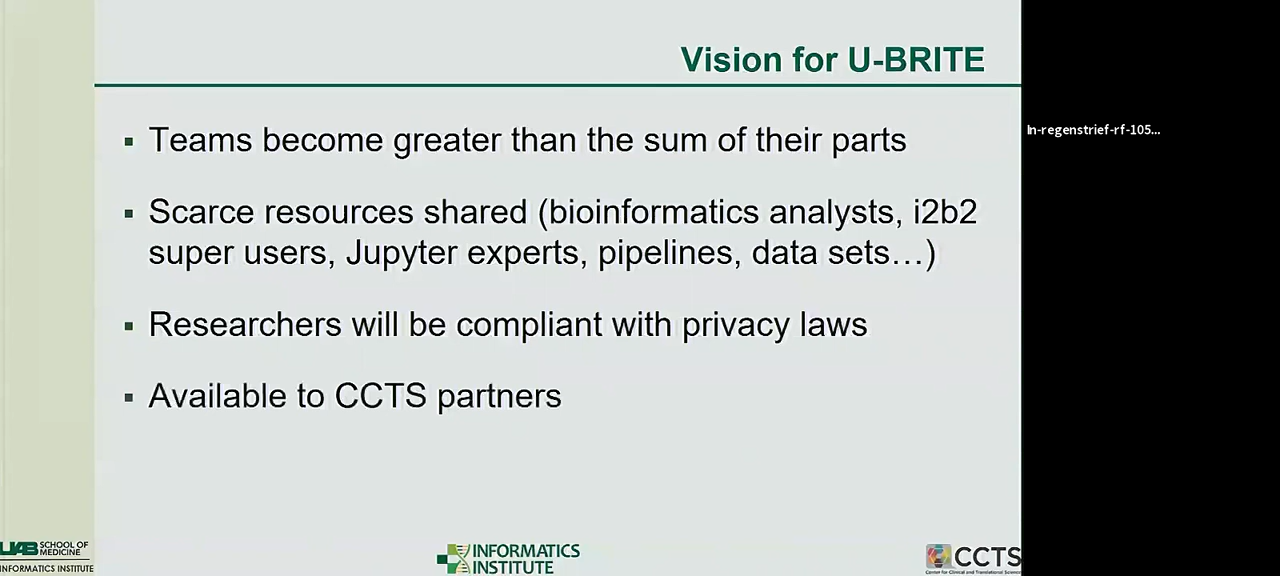 Vision for U-BRITE
In-regenstrief-rf-105...
▪ Teams become greater than the sum of their parts
▪ Scarce resources shared (bioinformatics analysts, i2b2
super users, Jupyter experts, pipelines, data sets…)
▪ Researchers will be compliant with privacy laws
▪ Available to CCTS partners
UAB SCHOOL OF
MEDICINE
INFORMATICS INSTITUTE
INFORMATICS
INSTITUTE
CCTS
Center for Clinical and Translational Science